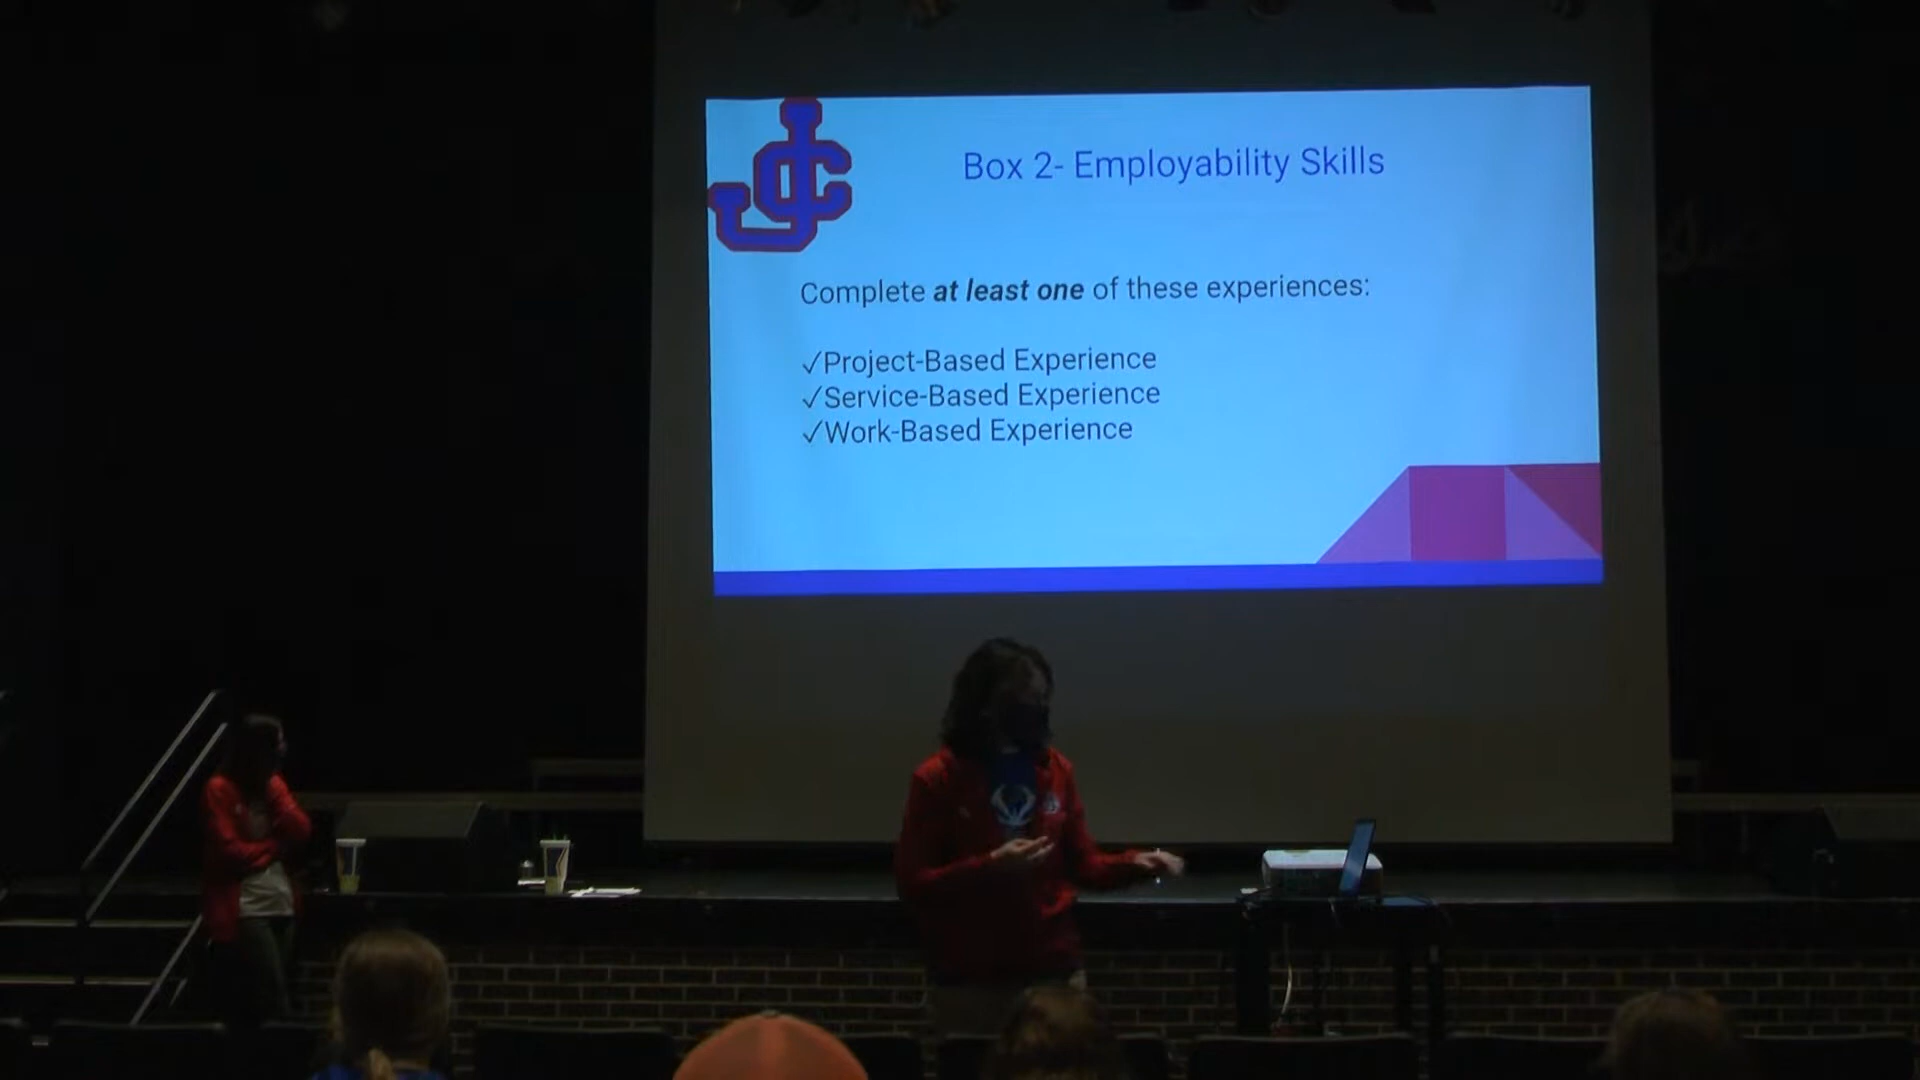 JC
Box 2- Employability Skills
Complete at least one of these experiences:
✓Project-Based Experience
✓Service-Based Experience
✓Work-Based Experience